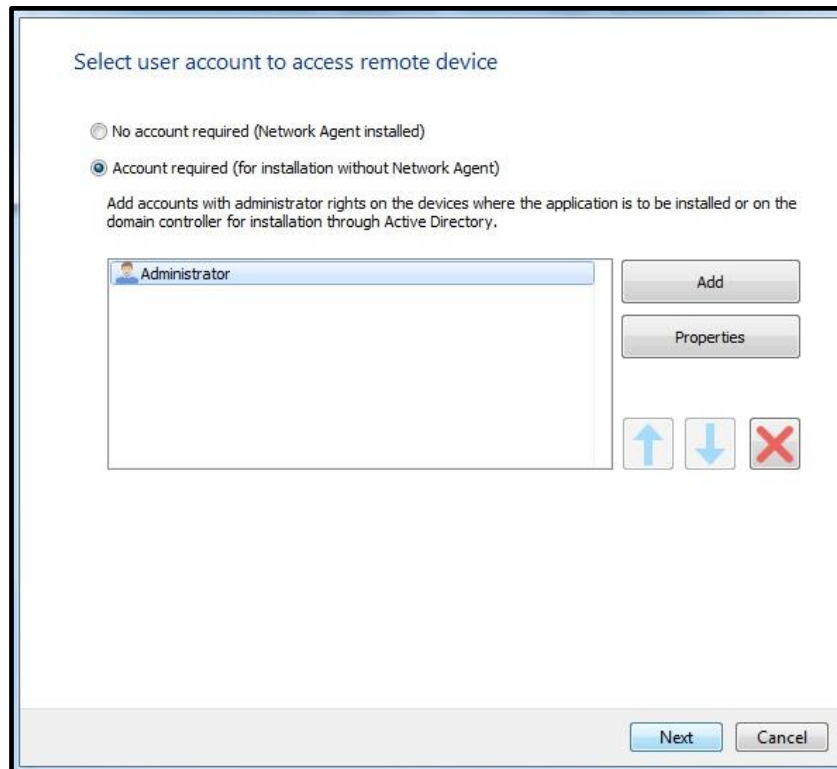 Select user account to access remote device
No account required (Network Agent installed)
Account required (for installation without Network Agent)
Add accounts with administrator rights on the devices where the application is to be installed or on the
domain controller for installation through Active Directory.
Administrator
Add
Properties
Next
Cancel